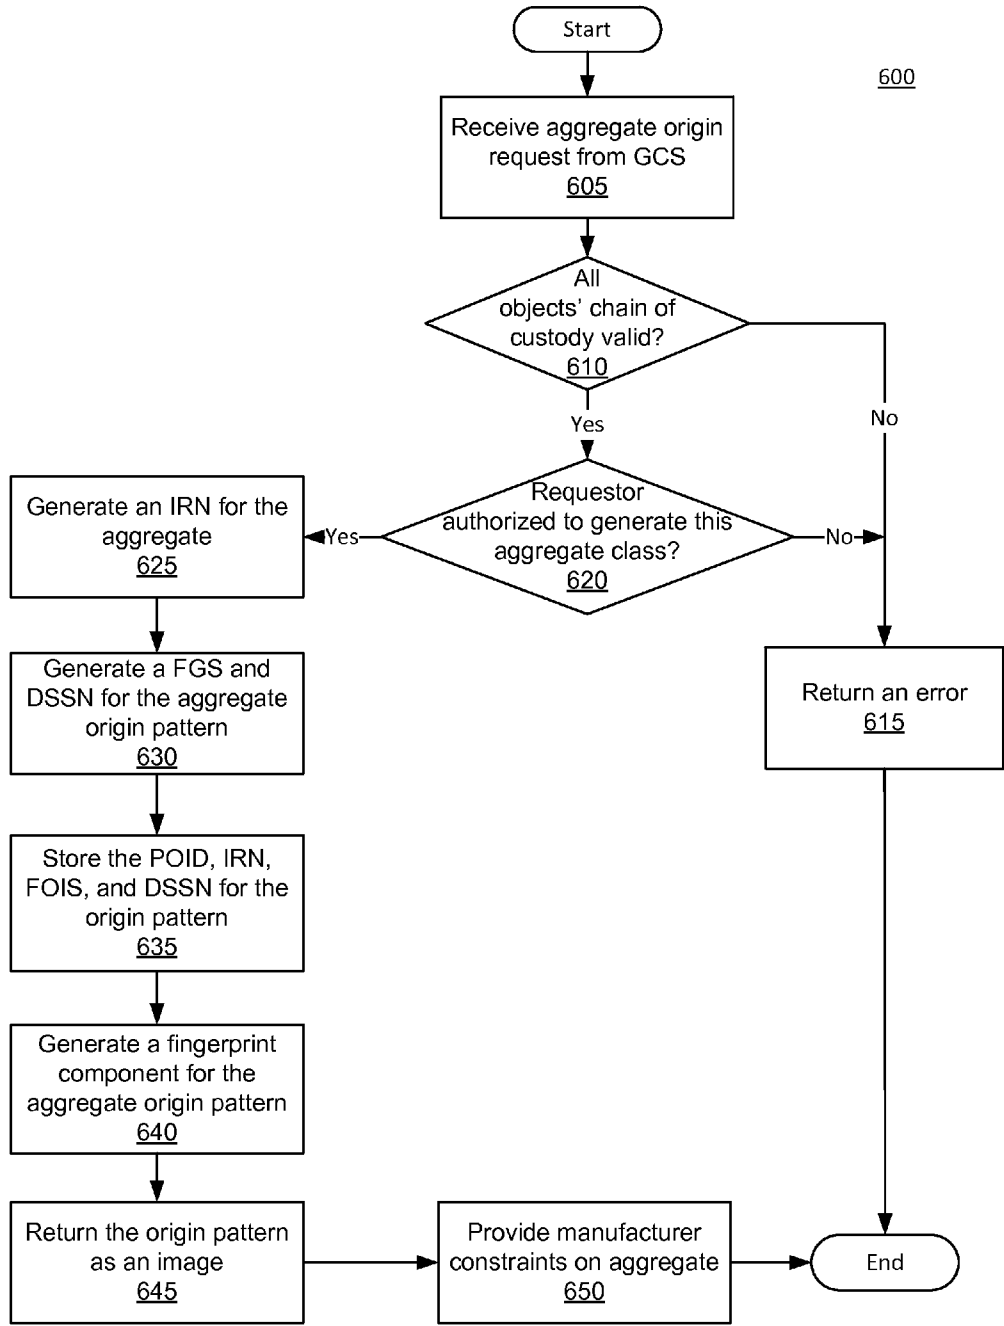 Start
600
Receive aggregate origin
request from GCS
605
All
objects' chain of
custody valid?
610
No
Yes
Requestor
authorized to generate this
aggregate class?
620
Yes
No
Generate an IRN for the
aggregate
625
Generate a FGS and
DSSN for the aggregate
origin pattern
630
Return an error
615
Store the POID, IRN,
FOIS, and DSSN for the
origin pattern
635
Generate a fingerprint
component for the
aggregate origin pattern
640
Return the origin pattern
as an image
645
Provide manufacturer
constraints on aggregate
650
End